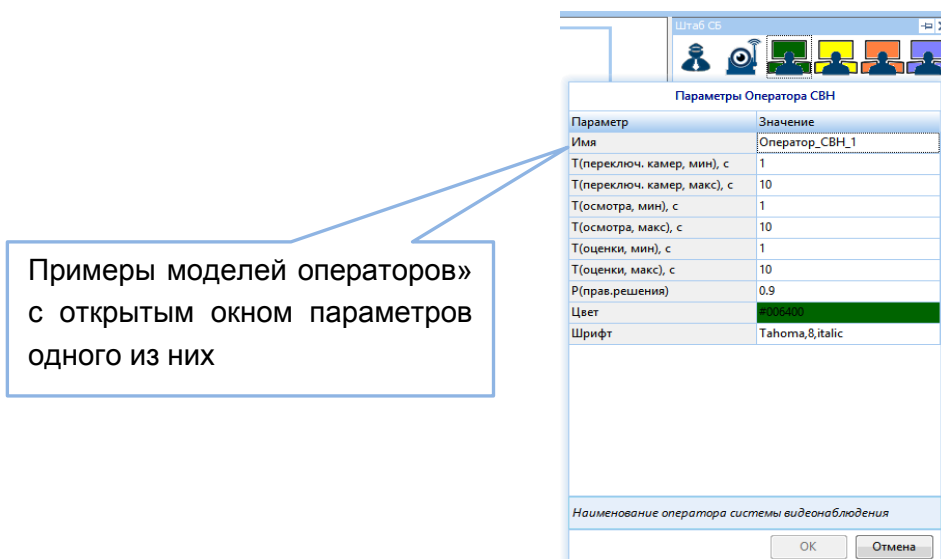 Штаб СБ
Параметры Оператора СВН
Параметр Значение
Имя Оператор_СВН_1
Т(переключ. камер, мин), с 1
Т(переключ. камер, макс), с 10
Т(осмотра, мин), с 1
Т(осмотра, макс), с 10
Т(оценки, мин), с 1
Т(оценки, макс), с 10
Р(прав.решения) 0.9
Цвет #006400
Шрифт Tahoma,8,italic
Примеры моделей операторов»
с открытым окном параметров
одного из них
Наименование оператора системы видеонаблюдения
ОК Отмена